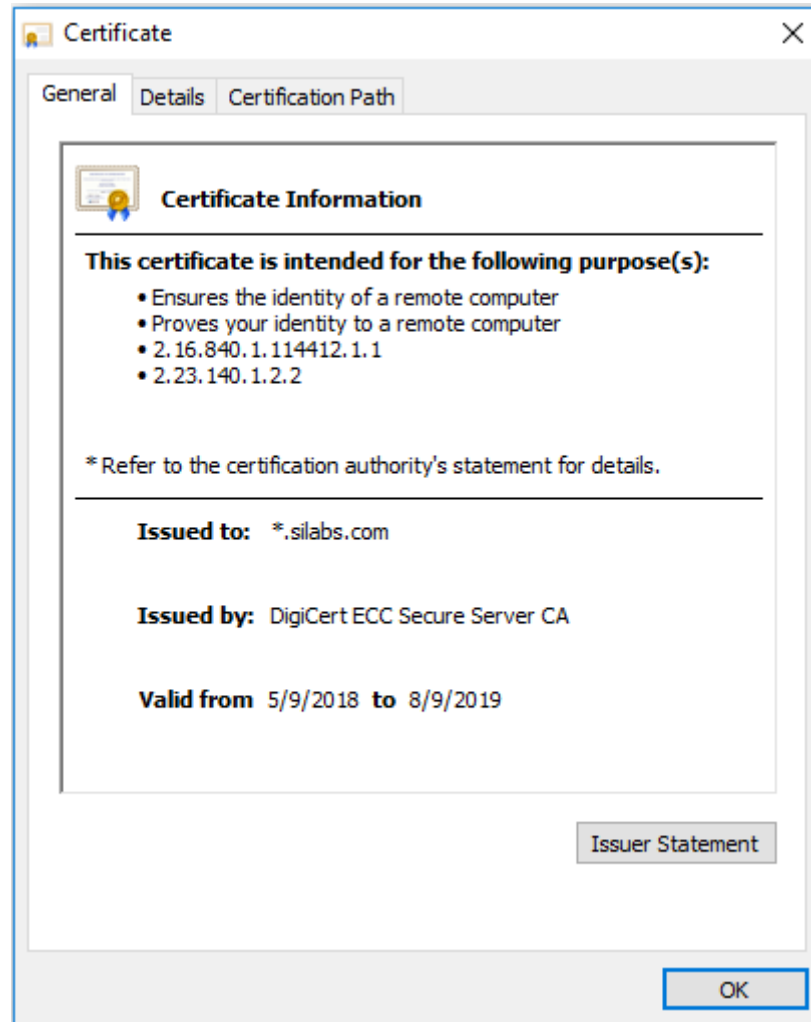 Certificate
General Details Certification Path
Certificate Information
This certificate is intended for the following purpose(s):
• Ensures the identity of a remote computer
• Proves your identity to a remote computer
• 2.16.840.1.114412.1.1
• 2.23.140.1.2.2
* Refer to the certification authority's statement for details.
Issued to: *.silabs.com
Issued by: DigiCert ECC Secure Server CA
Valid from 5/9/2018 to 8/9/2019
Issuer Statement
OK